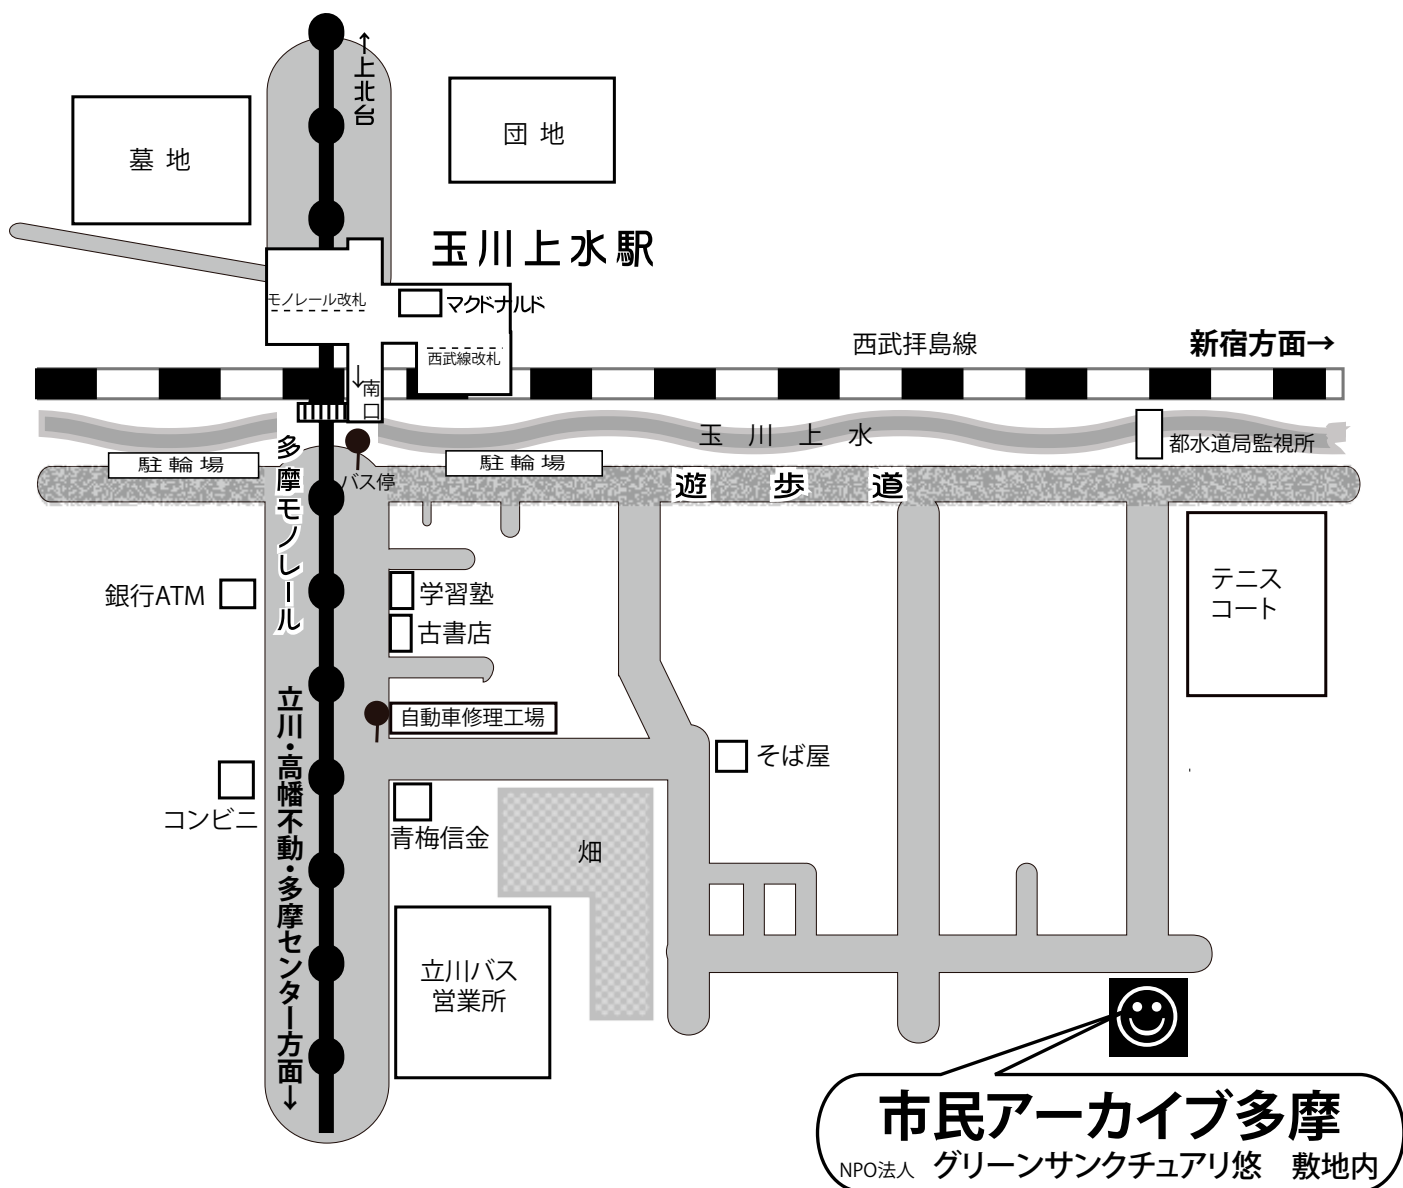 ↑上北台
墓 地
団 地
玉川上水駅
モノレール改札
マクドナルド
西武線改札
西武拝島線
新宿方面→
↓南口
玉 川 上 水
都水道局監視所
駐輪場
バス停
駐輪場
遊 歩 道
多摩モノレール
銀行ATM
学習塾
古書店
テニス
コート
自動車修理工場
そば屋
コンビニ
青梅信金
畑
立川・高幡不動・多摩センター方面↓
立川バス
営業所
市民アーカイブ多摩
NPO法人 グリーンサンクチュアリ悠 敷地内